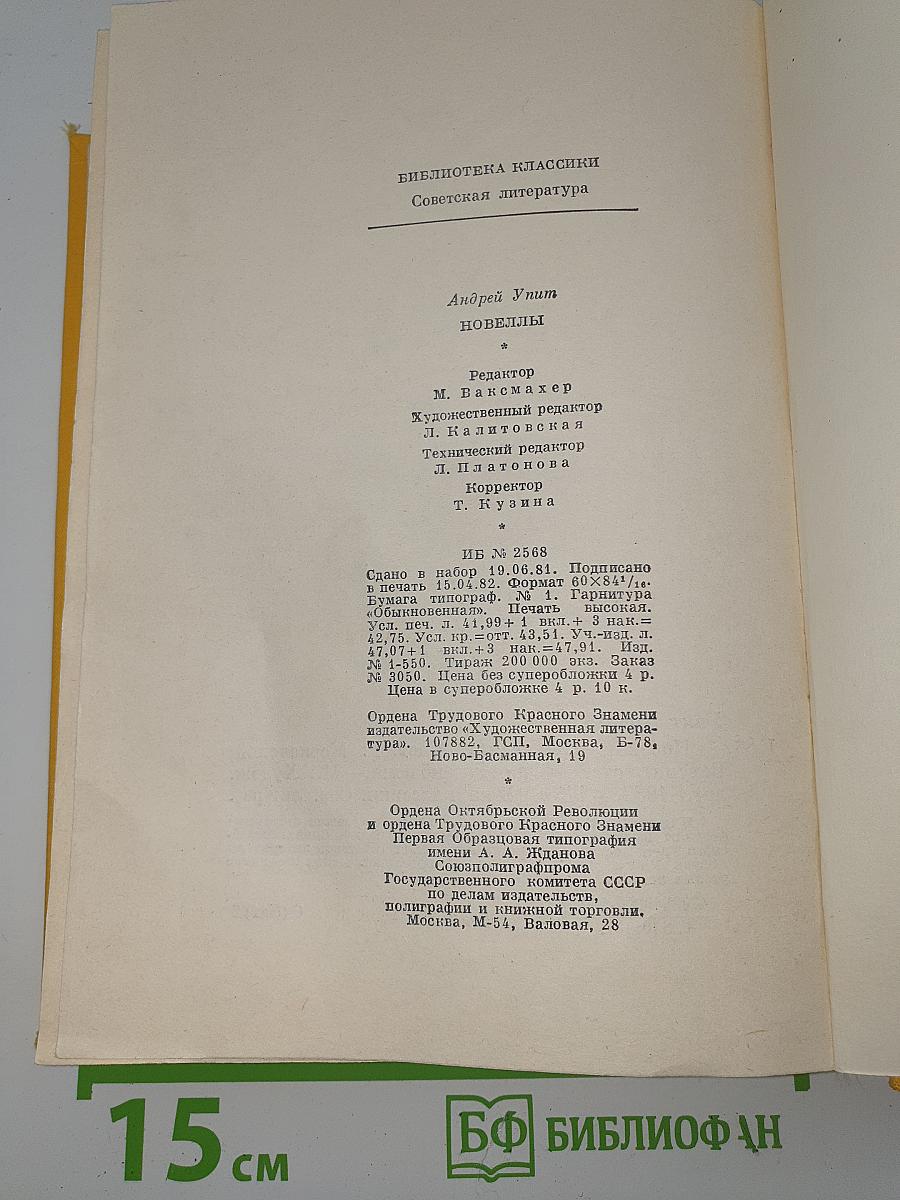 БИБЛИОТЕКА КЛАССИКИ
Советская литература
Андрей Упит
НОВЕЛЛЫ
*
Редактор
М. Ваксмахер
Художественный редактор
Л. Калитовская
Технический редактор
Л. Платонова
Корректор
Т. Кузина
*
ИБ № 2568
Сдано в набор 19.06.81. Подписано
в печать 15.04.82. Формат 60×84¹/₁₆.
Бумага типограф. № 1. Гарнитура
«Обыкновенная». Печать высокая.
Усл. печ. л. 41,99+ 1 вкл.+ 3 нак.=
42,75. Усл. кр.=отт. 43,51. Уч.-изд. л.
47,07+1 вкл.+3 нак.=47,91. Изд.
№ 1-550. Тираж 200 000 экз. Заказ
№ 3050. Цена без суперобложки 4 р.
Цена в суперобложке 4 р. 10 к.
Ордена Трудового Красного Знамени
издательство «Художественная литера-
тура». 107882, ГСП, Москва, Б-78,
Ново-Басманная, 19
*
Ордена Октябрьской Революции
и ордена Трудового Красного Знамени
Первая Образцовая типография
имени А. А. Жданова
Союзполиграфпрома
Государственного комитета СССР
по делам издательств,
полиграфии и книжной торговли.
Москва, М-54, Валовая, 28
15 см
БФ БИБЛИОФАН